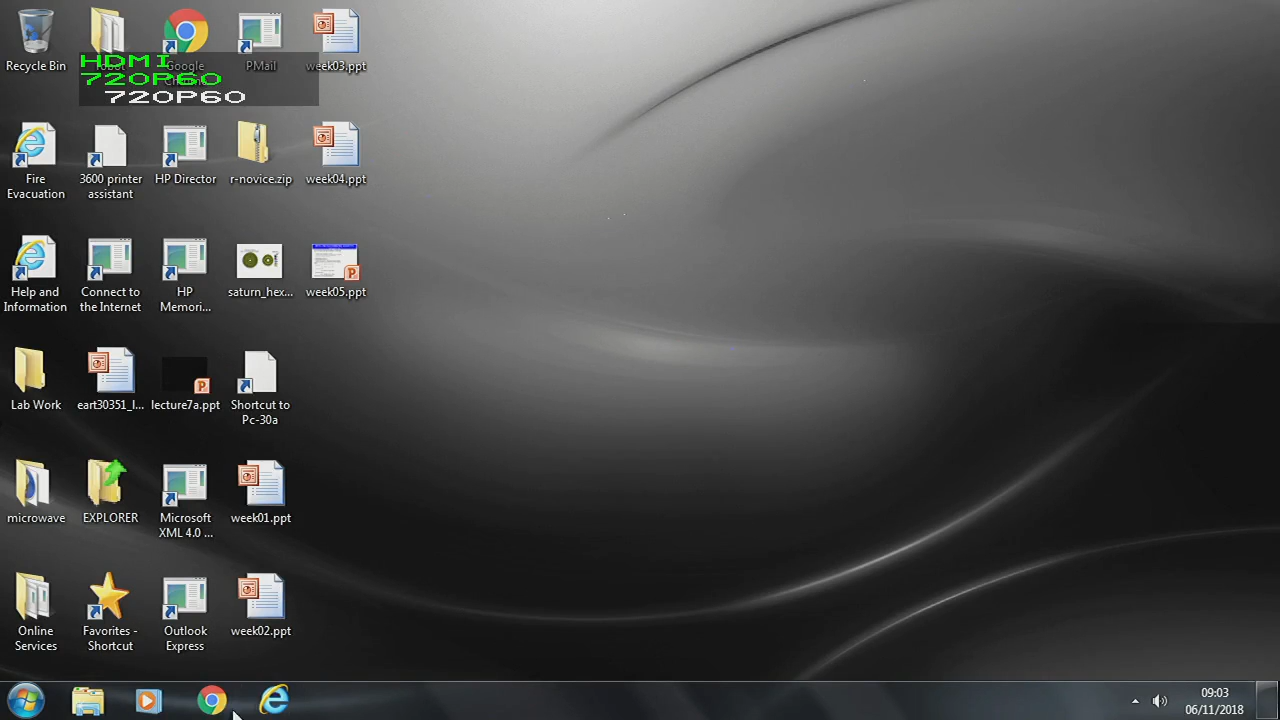 Recycle Bin
robot
Google
PMail
week03.ppt
HDMI
720P60
720P60
Fire
Evacuation
3600 printer
assistant
HP Director
r-novice.zip
week04.ppt
Help and
Information
Connect to
the Internet
HP
Memori...
saturn_hex...
week05.ppt
Lab Work
eart30351_l...
lecture7a.ppt
Shortcut to
Pc-30a
microwave
EXPLORER
Microsoft
XML 4.0 ...
week01.ppt
Online
Services
Favorites -
Shortcut
Outlook
Express
week02.ppt
09:03
06/11/2018